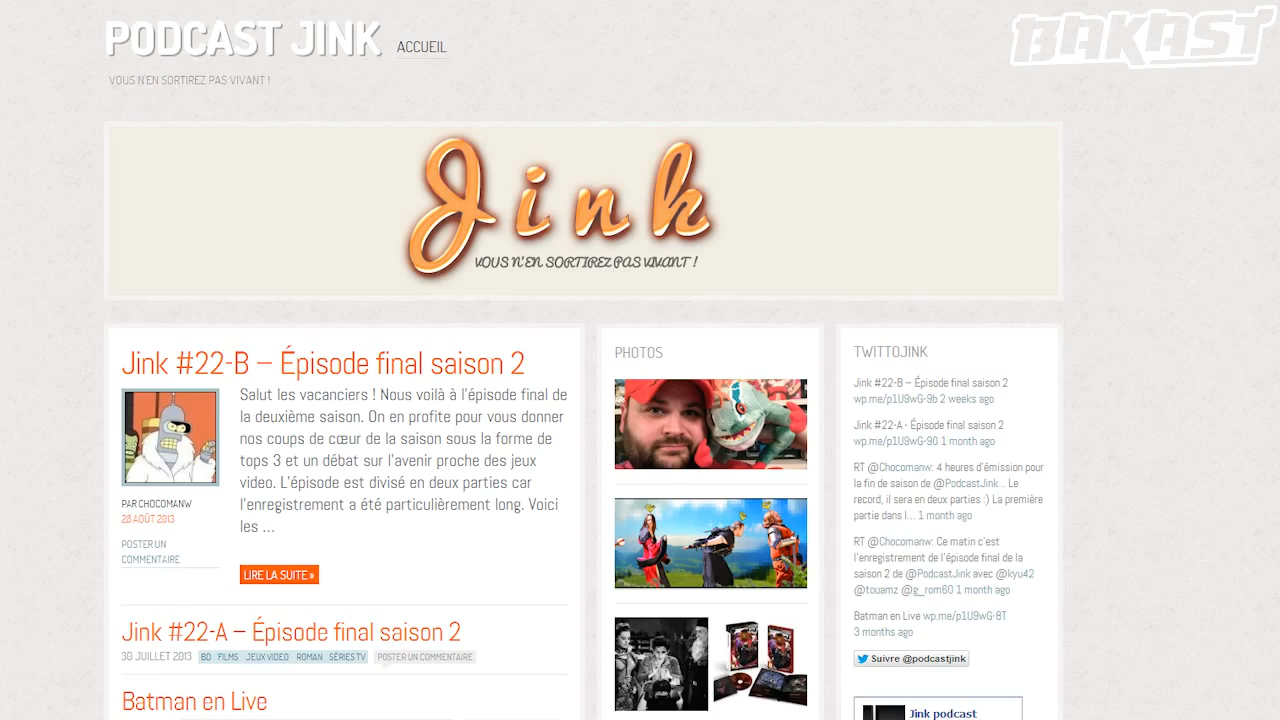 PODCAST JINK
ACCUEIL
BAKAST
VOUS N'EN SORTIREZ PAS VIVANT !
Jink
VOUS N'EN SORTIREZ PAS VIVANT !
Jink #22-B – Épisode final saison 2
Salut les vacanciers ! Nous voilà à l'épisode final de
la deuxième saison. On en profite pour vous donner
nos coups de cœur de la saison sous la forme de
tops 3 et un débat sur l'avenir proche des jeux
video. L'épisode est divisé en deux parties car
l'enregistrement a été particulièrement long. Voici
les …
PAR CHOCOMANW
28 AOÛT 2013
POSTER UN
COMMENTAIRE
LIRE LA SUITE »
Jink #22-A – Épisode final saison 2
30 JUILLET 2013 BD FILMS JEUX VIDEO ROMAN SÉRIES TV POSTER UN COMMENTAIRE
Batman en Live
PHOTOS
TWITTOJINK
Jink #22-B – Épisode final saison 2
wp.me/p1U9wG-9b 2 weeks ago
Jink #22-A - Épisode final saison 2
wp.me/p1U9wG-90 1 month ago
RT @Chocomanw: 4 heures d'émission pour
la fin de saison de @PodcastJink .. Le
record, il sera en deux parties :) La première
partie dans l... 1 month ago
RT @Chocomanw: Ce matin c'est
l'enregistrement de l'épisode final de la
saison 2 de @PodcastJink avec @kyu42
@touamz @g_rom60 1 month ago
Batman en Live wp.me/p1U9wG-8T
3 months ago
Suivre @podcastjink
Jink podcast